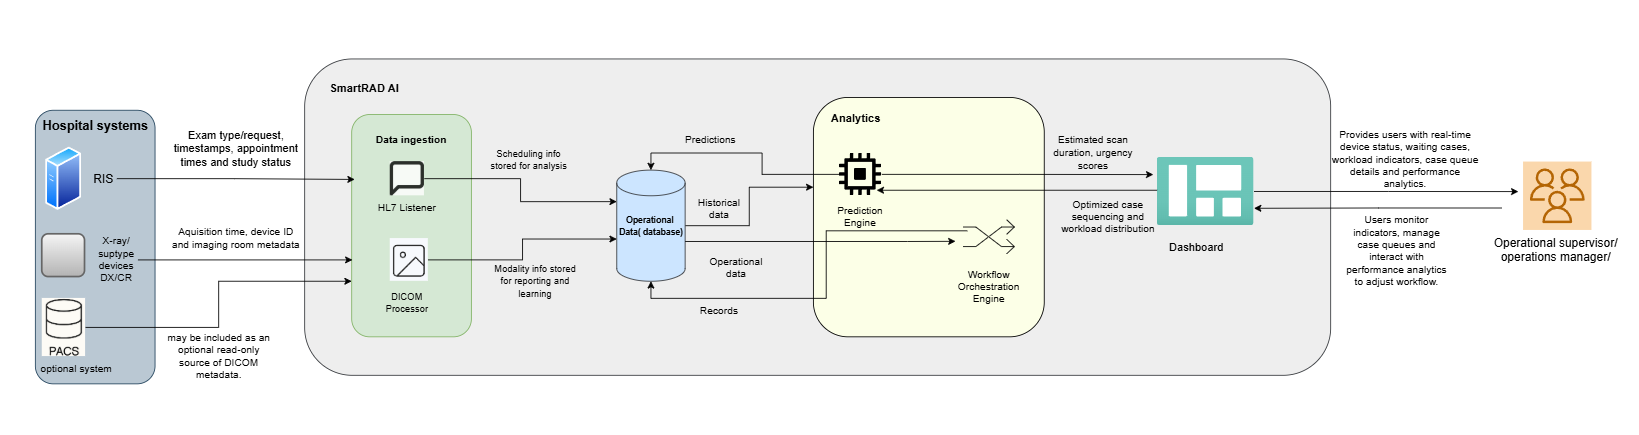 SmartRAD AI
Hospital systems
RIS
X-ray/
suptype
devices
DX/CR
PACS
optional system
Exam type/request,
timestamps, appointment
times and study status
Aquisition time, device ID
and imaging room metadata
may be included as an
optional read-only
source of DICOM
metadata.
Data ingestion
HL7 Listener
DICOM
Processor
Scheduling info
stored for analysis
Modality info stored
for reporting and
learning
Operational
Data( database)
Predictions
Historical
data
Operational
data
Records
Analytics
Prediction
Engine
Workflow
Orchestration
Engine
Estimated scan
duration, urgency
scores
Optimized case
sequencing and
workload distribution
Dashboard
Provides users with real-time
device status, waiting cases,
workload indicators, case queue
details and performance
analytics.
Users monitor
indicators, manage
case queues and
interact with
performance analytics
to adjust workflow.
Operational supervisor/
operations manager/